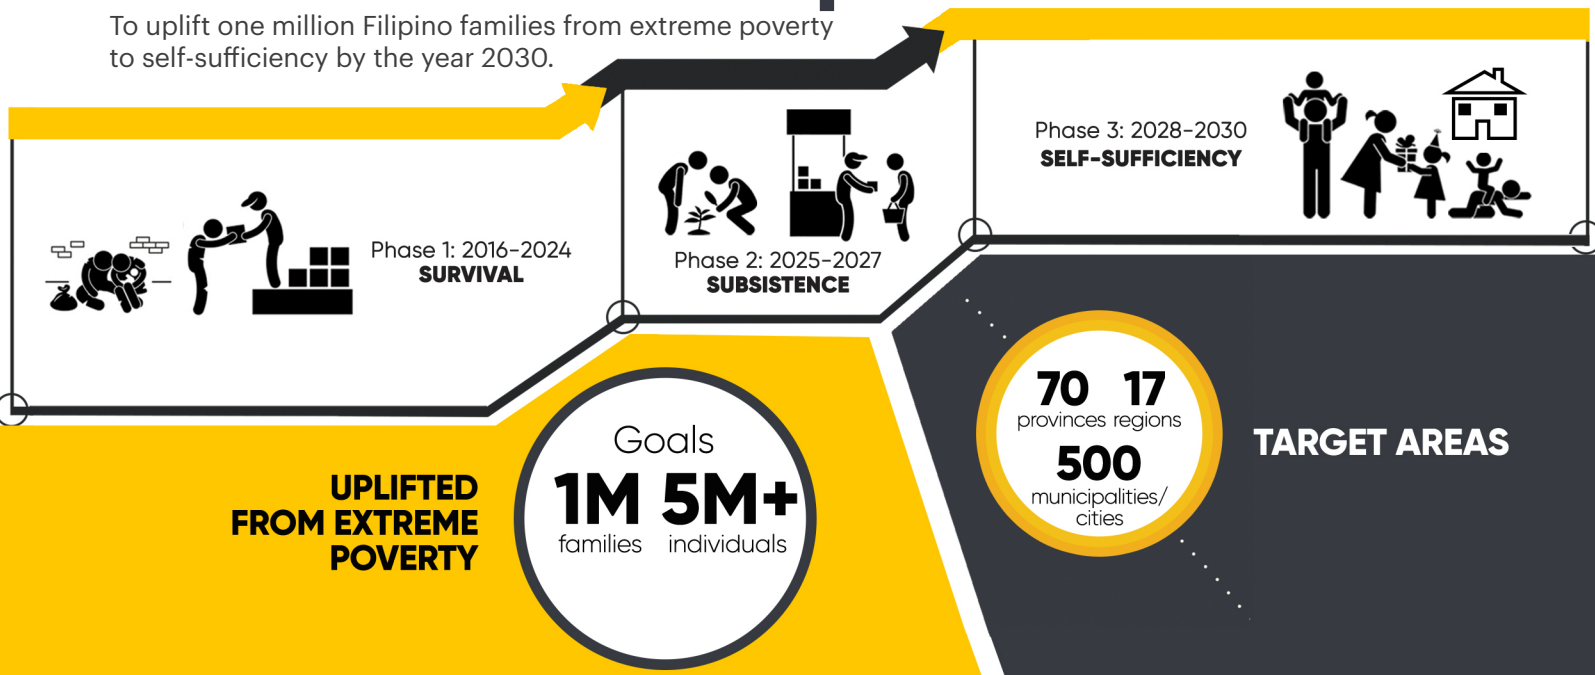 To uplift one million Filipino families from extreme poverty
to self-sufficiency by the year 2030.
Phase 1: 2016-2024
SURVIVAL
Phase 2: 2025-2027
SUBSISTENCE
Phase 3: 2028-2030
SELF-SUFFICIENCY
UPLIFTED
FROM EXTREME
POVERTY
Goals
1M 5M+
families individuals
70 17
provinces regions
500
municipalities/
cities
TARGET AREAS